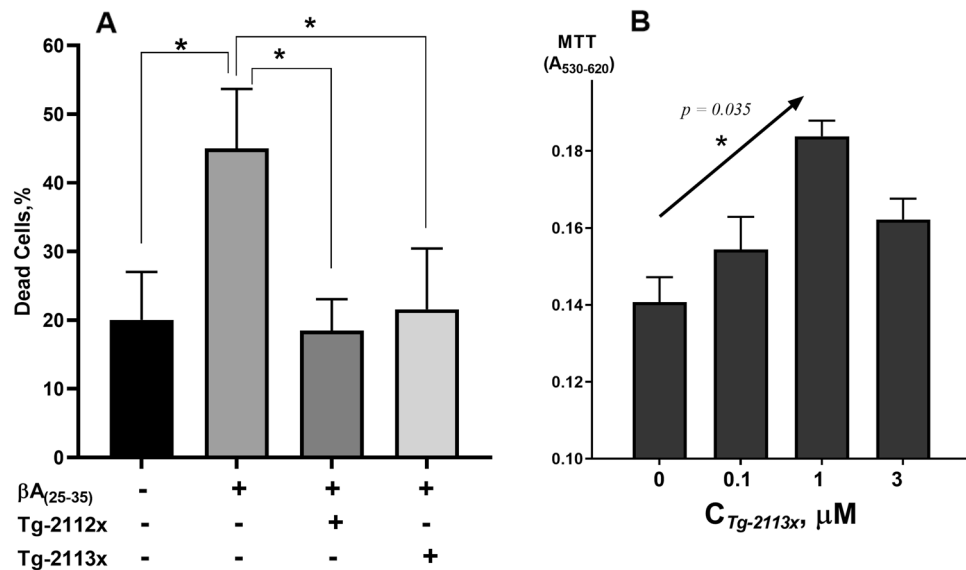 A
*
*
*
60
50
40
30
20
10
0
Dead Cells,%
βA(25-35) - + + +
Tg-2112x - - + -
Tg-2113x - - - +
B
MTT
(A530-620)
p = 0.035
*
0.18
0.16
0.14
0.12
0.10
0 0.1 1 3
CTg-2113x, μM